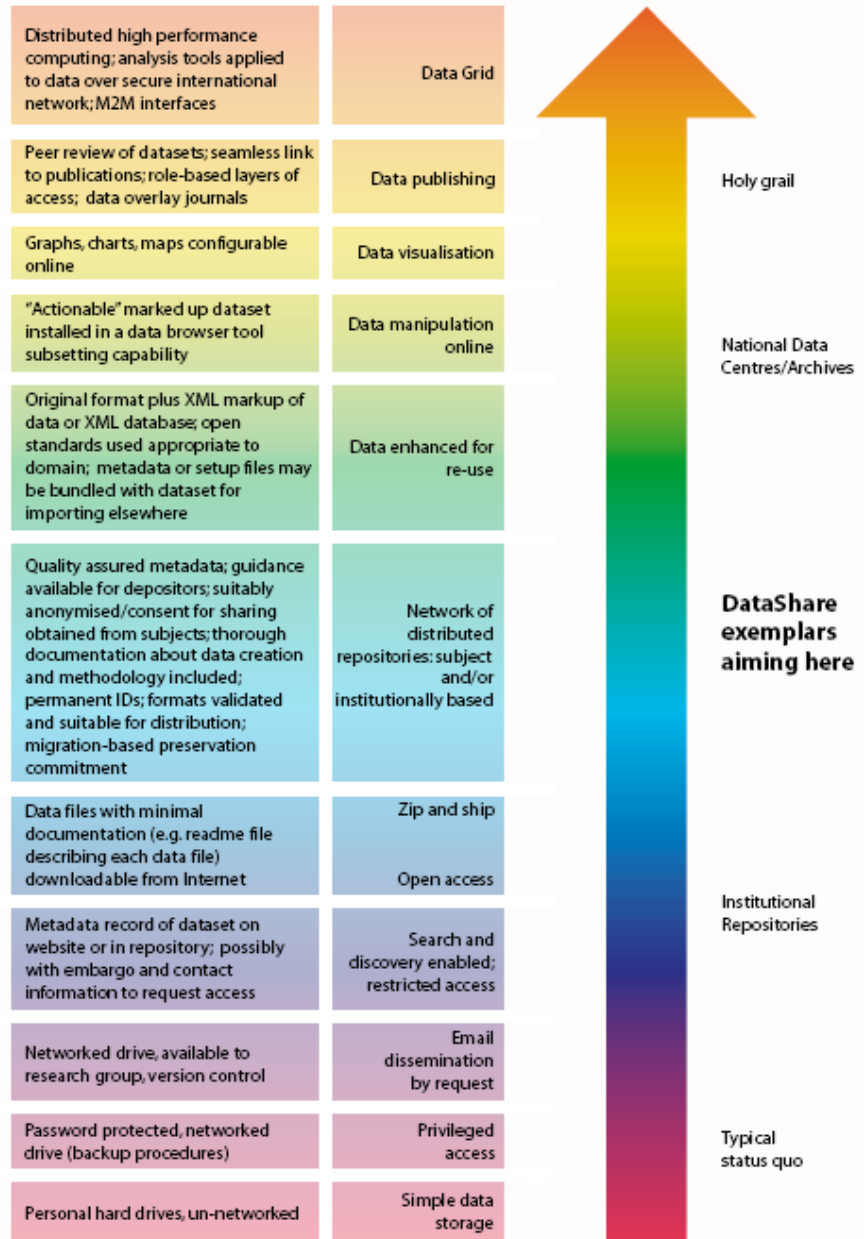 Distributed high performance
computing; analysis tools applied
to data over secure international
network; M2M interfaces
Data Grid
Peer review of datasets; seamless link
to publications; role-based layers of
access; data overlay journals
Data publishing
Holy grail
Graphs, charts, maps configurable
online
Data visualisation
“Actionable” marked up dataset
installed in a data browser tool
subsetting capability
Data manipulation
online
National Data
Centres/Archives
Original format plus XML markup of
data or XML database; open
standards used appropriate to
domain; metadata or setup files may
be bundled with dataset for
importing elsewhere
Data enhanced for
re-use
Quality assured metadata; guidance
available for depositors; suitably
anonymised/consent for sharing
obtained from subjects; thorough
documentation about data creation
and methodology included;
permanent IDs; formats validated
and suitable for distribution;
migration-based preservation
commitment
Network of
distributed
repositories: subject
and/or
institutionally based
DataShare
exemplars
aiming here
Data files with minimal
documentation (e.g. readme file
describing each data file)
downloadable from Internet
Zip and ship
Open access
Institutional
Repositories
Metadata record of dataset on
website or in repository; possibly
with embargo and contact
information to request access
Search and
discovery enabled;
restricted access
Networked drive, available to
research group, version control
Email
dissemination
by request
Password protected, networked
drive (backup procedures)
Privileged
access
Typical
status quo
Personal hard drives, un-networked
Simple data
storage